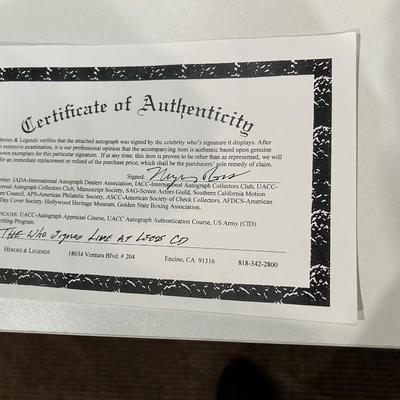 Certificate of Authenticity
Heroes & Legends verifies that the attached autograph was signed by the celebrity who's signature it displays. After
extensive examination, it is our professional opinion that the accompanying item is authentic based upon genuine
known exemplars for this particular signature. If at any time, this item is proven to be other than as represented, we will
for an immediate replacement or refund of the purchase price, which shall be the purchasers' sole remedy of claim.
Signed:
IADA-International Autograph Dealers Association, IACC-International Autograph Collectors Club, UACC-
Autograph Collectors Club, Manuscript Society, SAG-Screen Actors Guild, Southern California Motion
Council, APS-American Philatelic Society, ASCC-American Society of Check Collectors, AFDCS-American
Day Cover Society, Hollywood Heritage Museum, Golden State Boxing Association.
UACC-Autograph Appraisal Course, UACC Autograph Authentication Course, US Army (CID)
Program.
THE WHO Signed LIVE AT LEEDS CD
HEROES & LEGENDS 18034 Ventura Blvd. # 204 Encino, CA 91316 818-342-2800